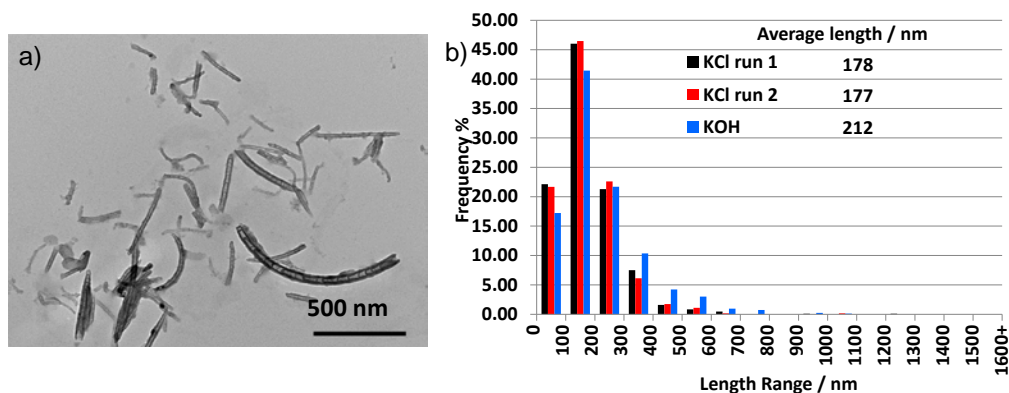 a)
500 nm
b)
Frequency %
50.00
45.00
40.00
35.00
30.00
25.00
20.00
15.00
10.00
5.00
0.00
Average length / nm
KCl run 1 178
KCl run 2 177
KOH 212
0 100 200 300 400 500 600 700 800 900 1000 1100 1200 1300 1400 1500 1600+
Length Range / nm